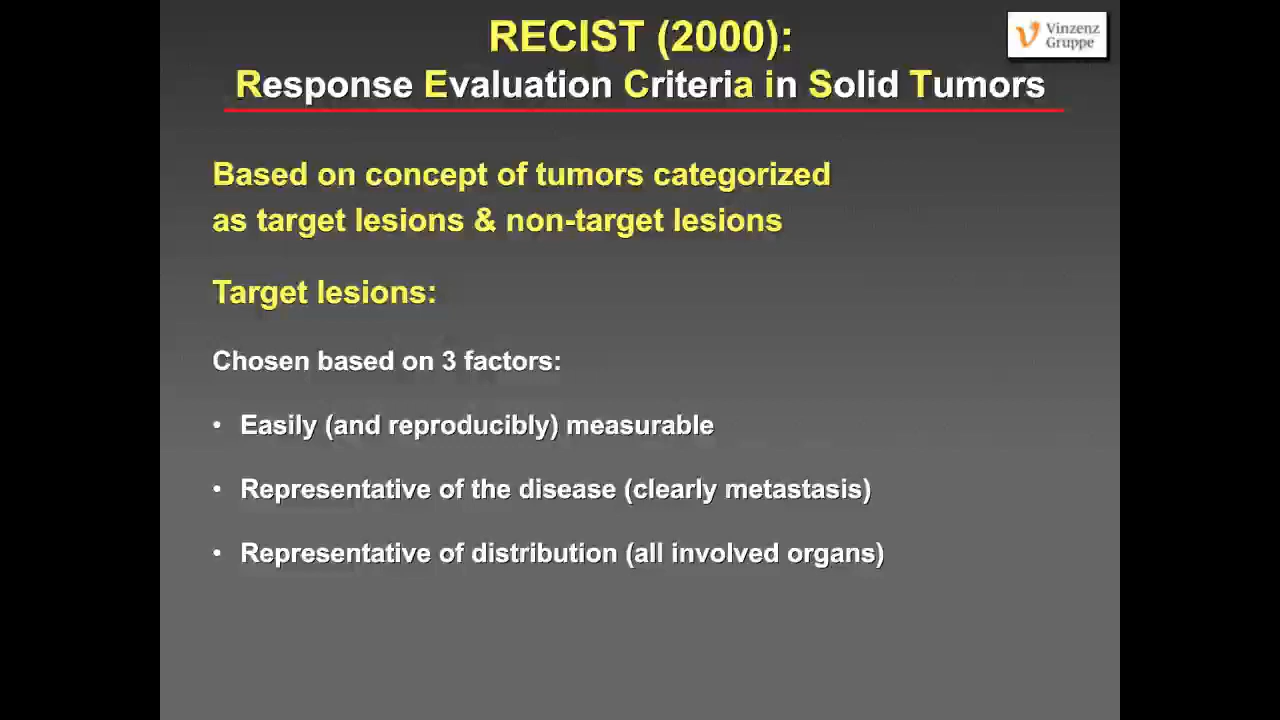 RECIST (2000):
Response Evaluation Criteria in Solid Tumors
Vinzenz
Gruppe
Based on concept of tumors categorized
as target lesions & non-target lesions
Target lesions:
Chosen based on 3 factors:
• Easily (and reproducibly) measurable
• Representative of the disease (clearly metastasis)
• Representative of distribution (all involved organs)